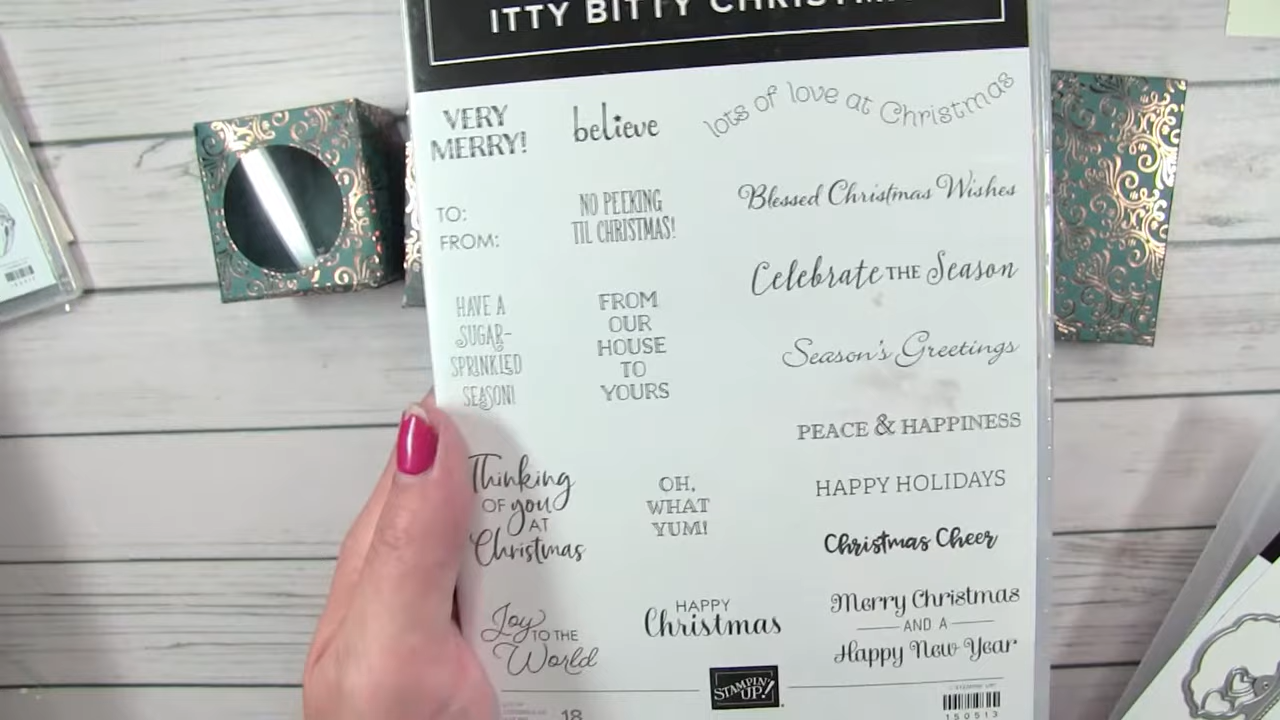 ITTY BITTY CHRISTMAS
VERY
MERRY!
believe
lots of love at Christmas
TO:
FROM:
NO PEEKING
TIL CHRISTMAS!
Blessed Christmas Wishes
Celebrate THE Season
HAVE A
SUGAR-
SPRINKLED
SEASON!
FROM
OUR
HOUSE
TO
YOURS
Season's Greetings
PEACE & HAPPINESS
Thinking
OF you
AT
Christmas
OH,
WHAT
YUM!
HAPPY HOLIDAYS
Christmas Cheer
Joy TO THE
World
HAPPY
Christmas
Merry Christmas
AND A
Happy New Year
STAMPIN' UP!
18
150513